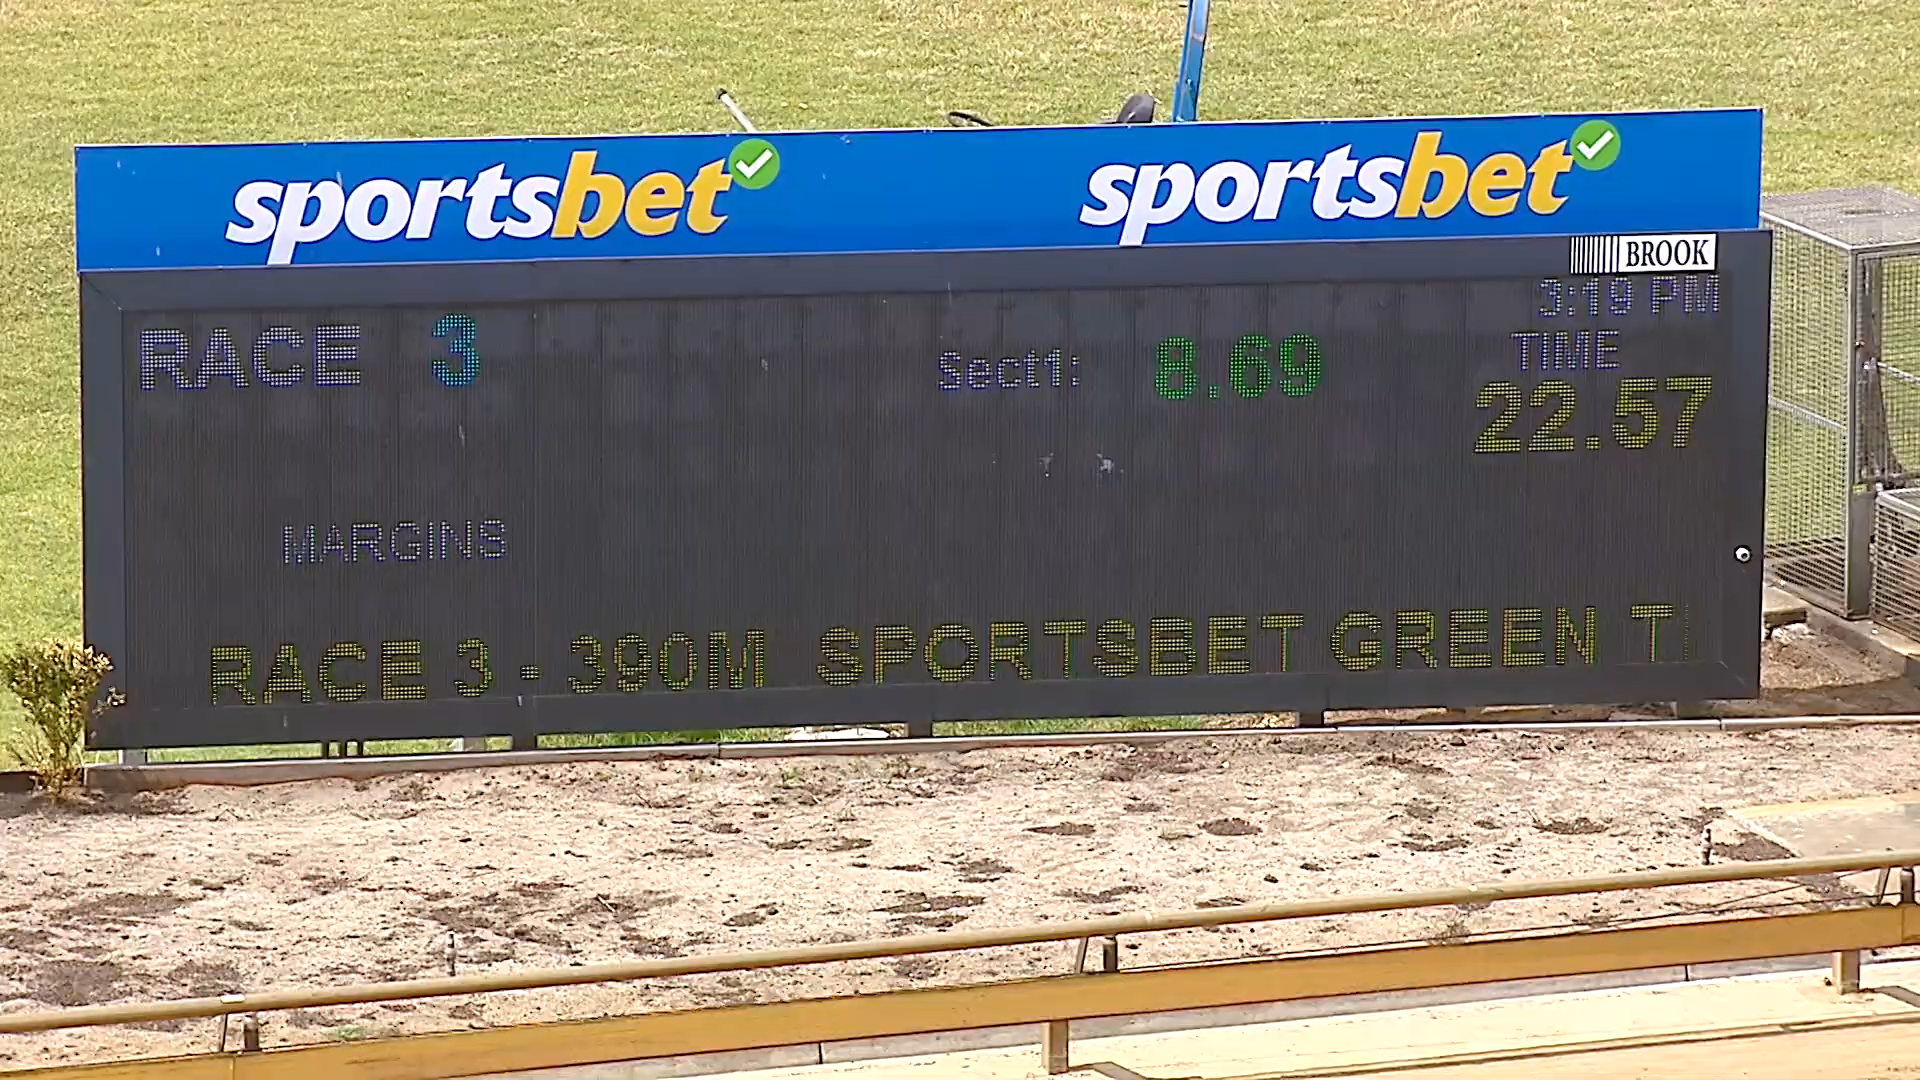 sportsbet sportsbet
BROOK
3:19 PM
RACE 3 Sect1: 8.69 TIME
22.57
MARGINS
RACE 3 - 390M SPORTSBET GREEN T